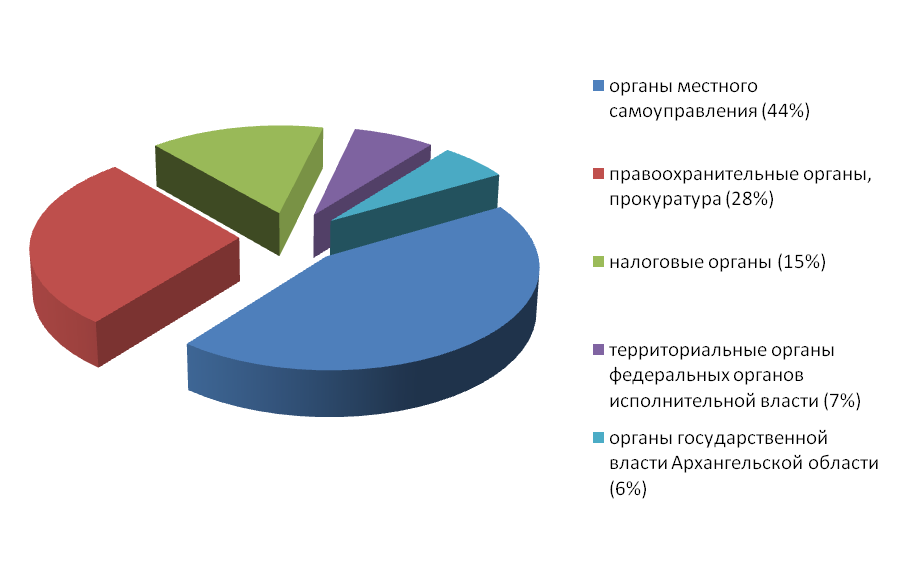 органы местного
самоуправления (44%)
правоохранительные органы,
прокуратура (28%)
налоговые органы (15%)
территориальные органы
федеральных органов
исполнительной власти (7%)
органы государственной
власти Архангельской области
(6%)